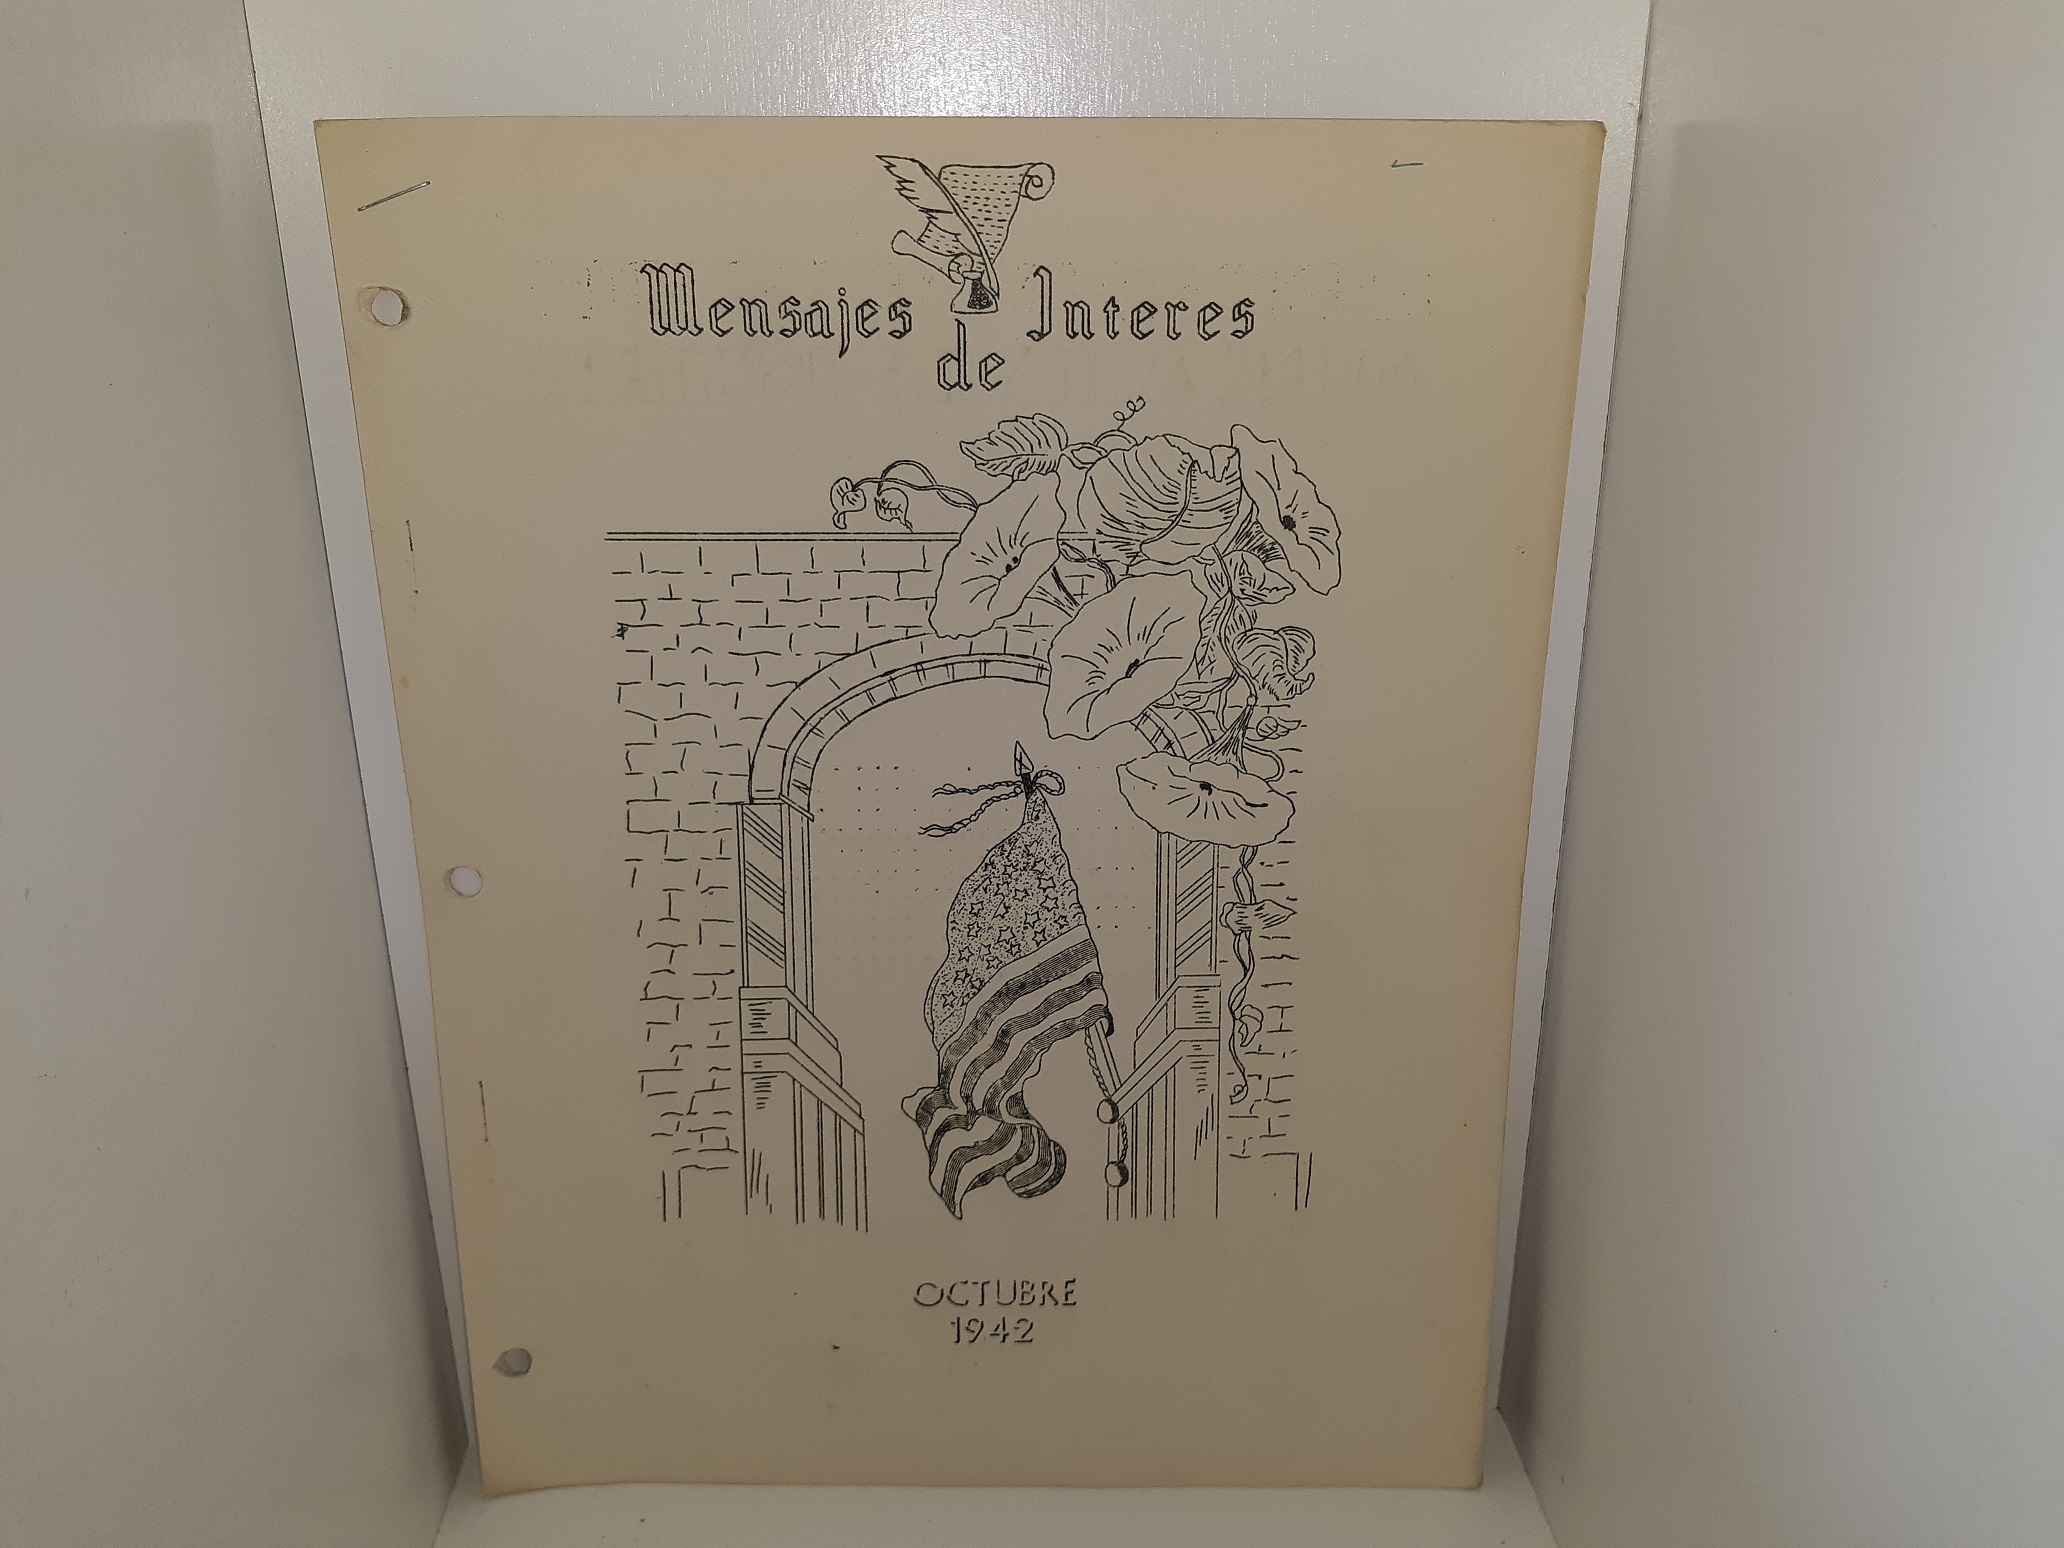 Mensajes Interes
de
OCTUBRE
1942